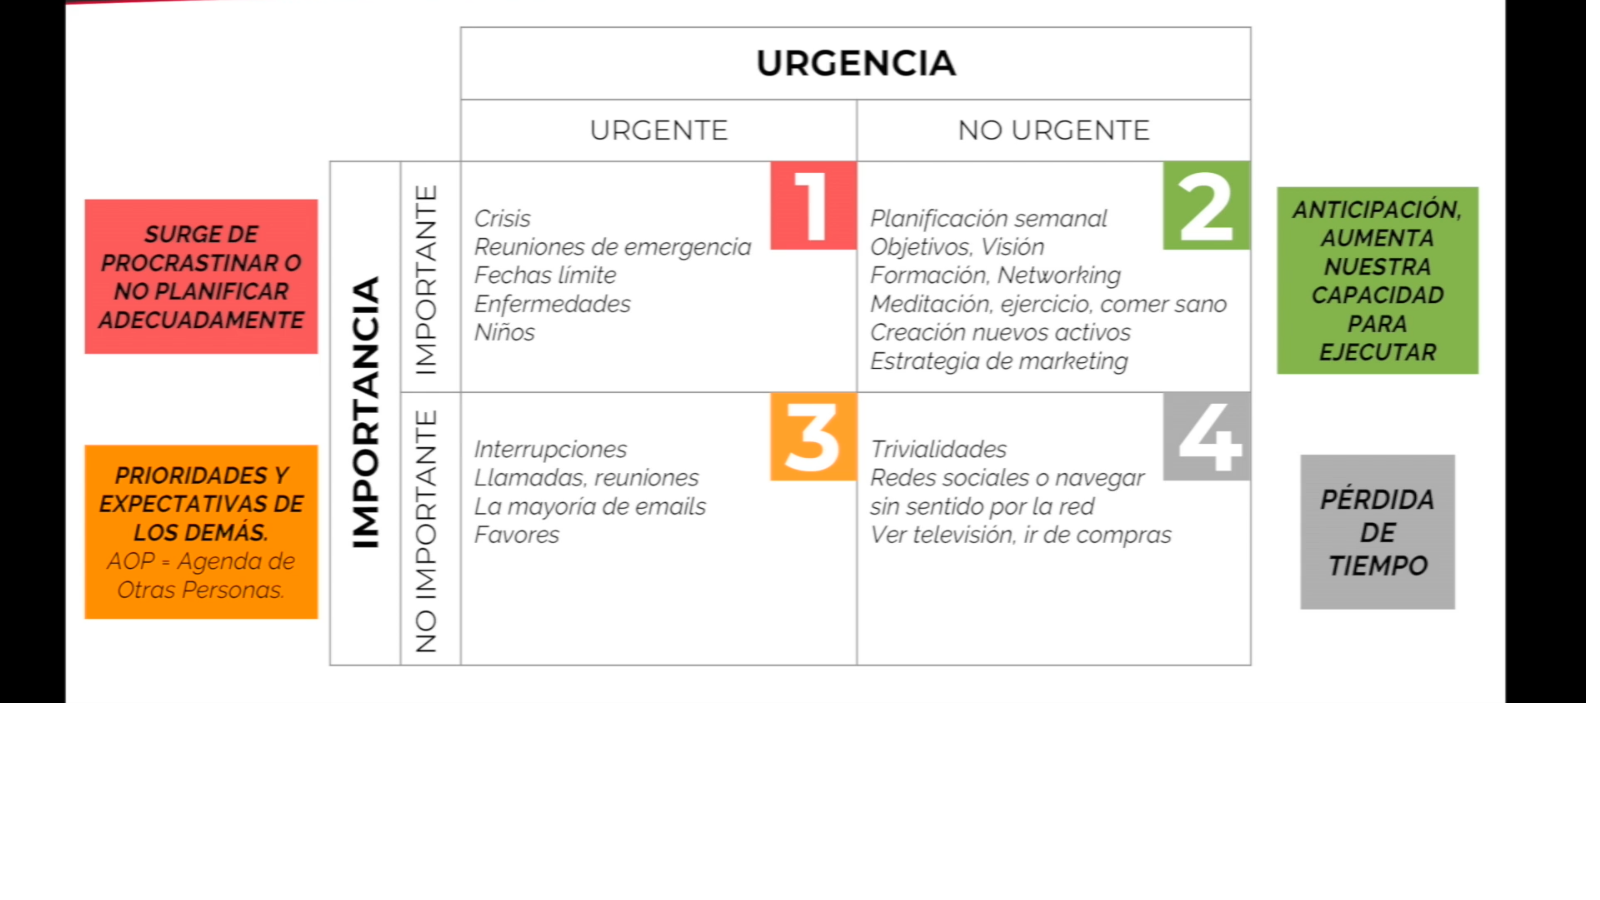 URGENCIA
URGENTE
NO URGENTE
IMPORTANCIA
IMPORTANTE
NO IMPORTANTE
SURGE DE
PROCRASTINAR O
NO PLANIFICAR
ADECUADAMENTE
1
Crisis
Reuniones de emergencia
Fechas límite
Enfermedades
Niños
2
Planificación semanal
Objetivos, Visión
Formación, Networking
Meditación, ejercicio, comer sano
Creación nuevos activos
Estrategia de marketing
ANTICIPACIÓN,
AUMENTA
NUESTRA
CAPACIDAD
PARA
EJECUTAR
PRIORIDADES Y
EXPECTATIVAS DE
LOS DEMÁS.
AOP = Agenda de
Otras Personas.
3
Interrupciones
Llamadas, reuniones
La mayoría de emails
Favores
4
Trivialidades
Redes sociales o navegar
sin sentido por la red
Ver televisión, ir de compras
PÉRDIDA
DE
TIEMPO